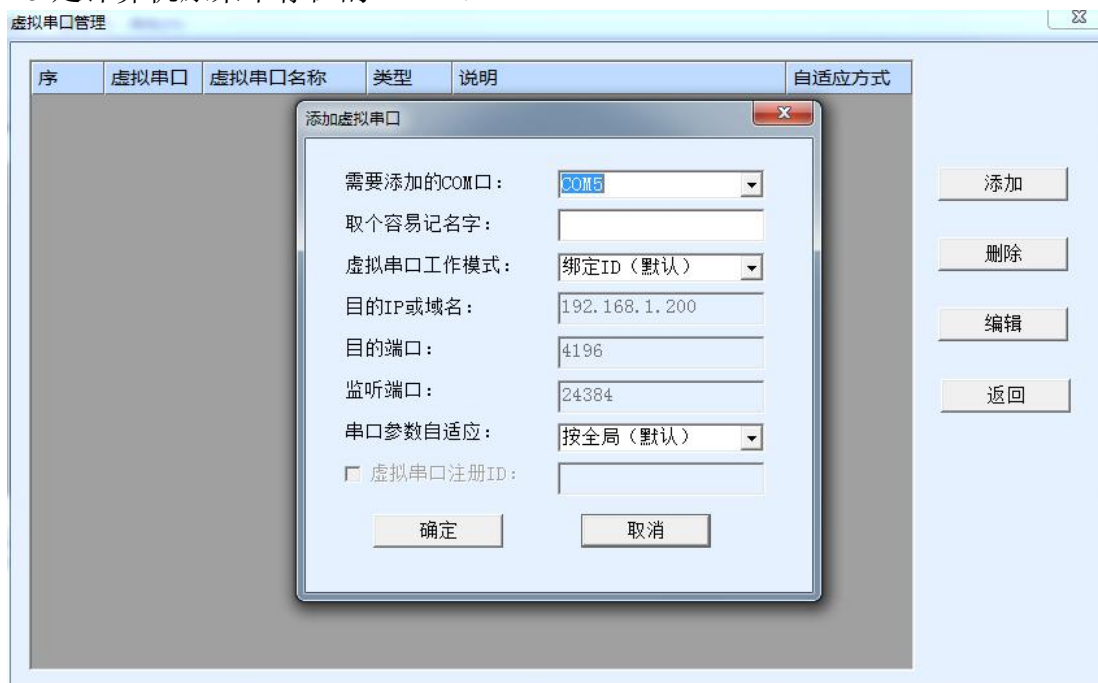 虚拟串口管理
序 虚拟串口 虚拟串口名称 类型 说明 自适应方式
添加虚拟串口
需要添加的COM口： COM5
取个容易记名字：
虚拟串口工作模式： 绑定ID（默认）
目的IP或域名： 192.168.1.200
目的端口： 4196
监听端口： 24384
串口参数自适应： 按全局（默认）
虚拟串口注册ID：
确定 取消
添加
删除
编辑
返回